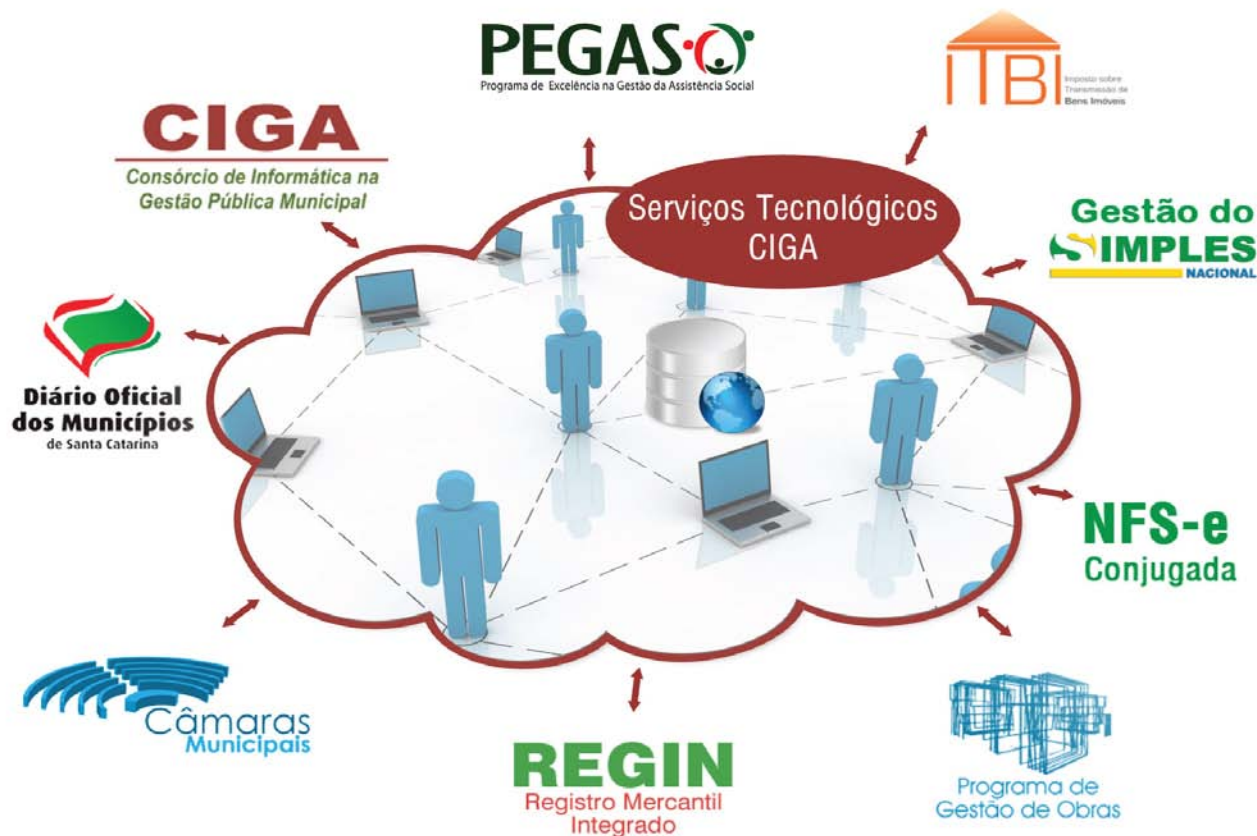 PEGASO
Programa de Excelência na Gestão da Assistência Social
ITBI
Imposto sobre
Transmissão de
Bens Imóveis
CIGA
Consórcio de Informática na
Gestão Pública Municipal
Serviços Tecnológicos
CIGA
Gestão do
SIMPLES
NACIONAL
Diário Oficial
dos Municípios
de Santa Catarina
NFS-e
Conjugada
Câmaras
Municipais
REGIN
Registro Mercantil
Integrado
Programa de
Gestão de Obras